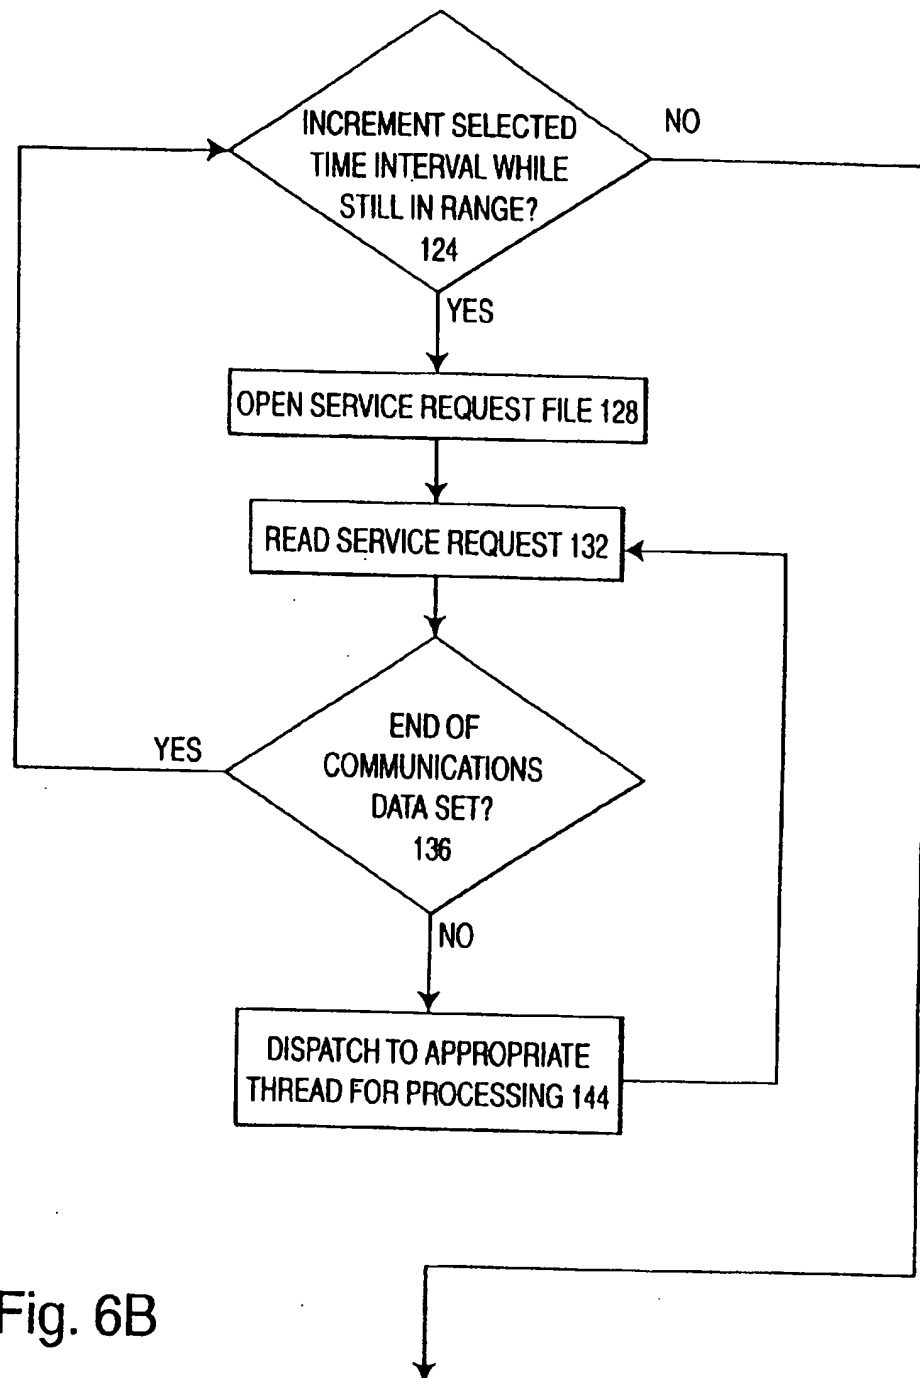 INCREMENT SELECTED
TIME INTERVAL WHILE
STILL IN RANGE?
124
NO
YES
OPEN SERVICE REQUEST FILE 128
READ SERVICE REQUEST 132
END OF
COMMUNICATIONS
DATA SET?
136
YES
NO
DISPATCH TO APPROPRIATE
THREAD FOR PROCESSING 144
Fig. 6B